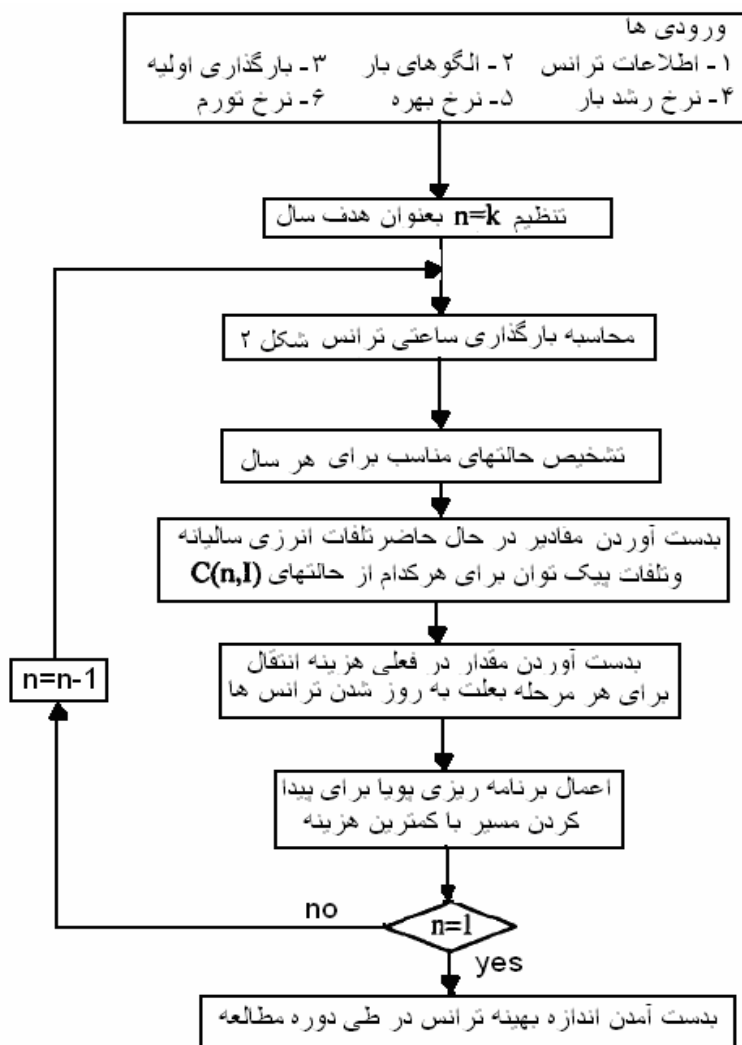 ورودی ها
۱- اطلاعات ترانس ۲- الگوهای بار ۳- بارگذاری اولیه
۴- نرخ رشد بار ۵- نرخ بهره ۶- نرخ تورم
تنظیم n=k بعنوان هدف سال
محاسبه بارگذاری ساعتی ترانس شکل ۲
تشخیص حالتهای مناسب برای هر سال
بدست آوردن مقادیر در حال حاضر تلفات انرزی سالیانه
وتلفات پیک توان برای هرکدام از حالتهای C(n,I)
بدست آوردن مقدار در فعلی هزینه انتقال
برای هر مرحله بعلت به روز شدن ترانس ها
n=n-1
اعمال برنامه ریزی پویا برای پیدا
کردن مسیر با کمترین هزینه
no
n=1
yes
بدست آمدن اندازه بهینه ترانس در طی دوره مطالعه